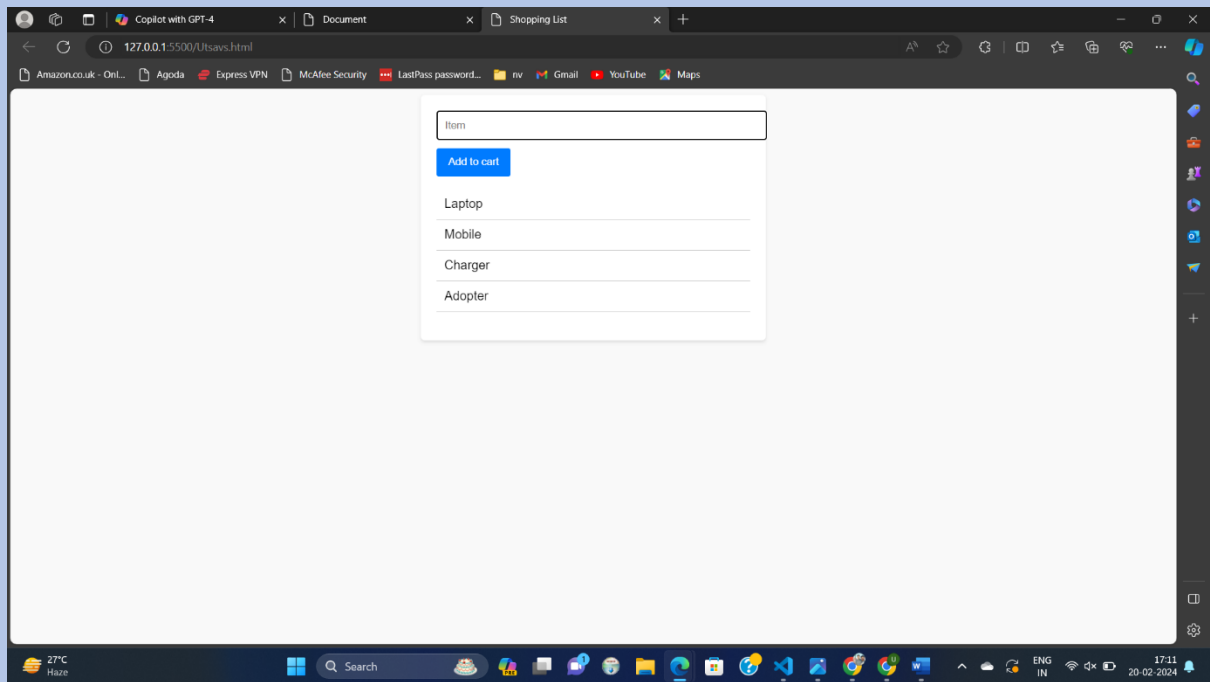 Copilot with GPT-4
Document
Shopping List
127.0.0.1:5500/Utsavs.html
Amazon.co.uk - Onl...
Agoda
Express VPN
McAfee Security
LastPass password...
nv
Gmail
YouTube
Maps
Item
Add to cart
Laptop
Mobile
Charger
Adopter
27°C
Haze
Search
PRE
ENG
IN
17:11
20-02-2024